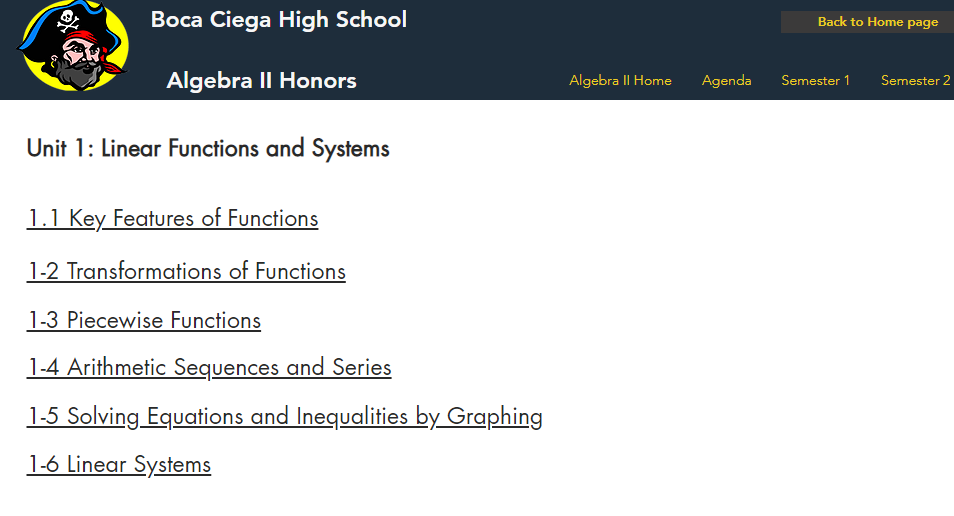 Boca Ciega High School
Back to Home page
Algebra II Honors
Algebra II Home Agenda Semester 1 Semester 2
Unit 1: Linear Functions and Systems
1.1 Key Features of Functions
1-2 Transformations of Functions
1-3 Piecewise Functions
1-4 Arithmetic Sequences and Series
1-5 Solving Equations and Inequalities by Graphing
1-6 Linear Systems